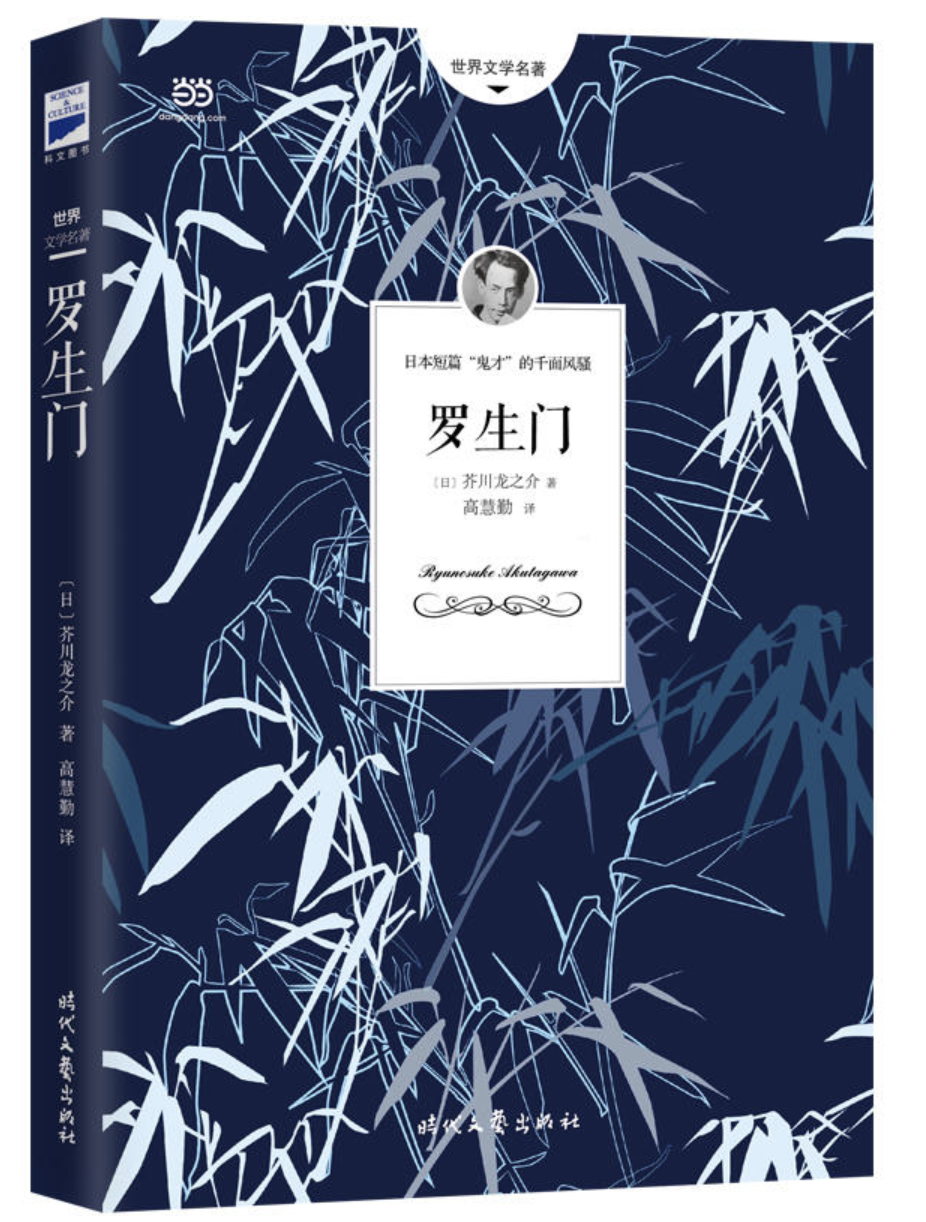 世界文学名著
当当
dangdang.com
日本短篇“鬼才”的千面风骚
罗生门
〔日〕芥川龙之介 著
高慧勤 译
Ryunosuke Akutagawa
时代文艺出版社
SCIENCE
&
CULTURE
科文图书
世界
文学名著
罗生门
〔日〕芥川龙之介 著 高慧勤 译
时代文艺出版社